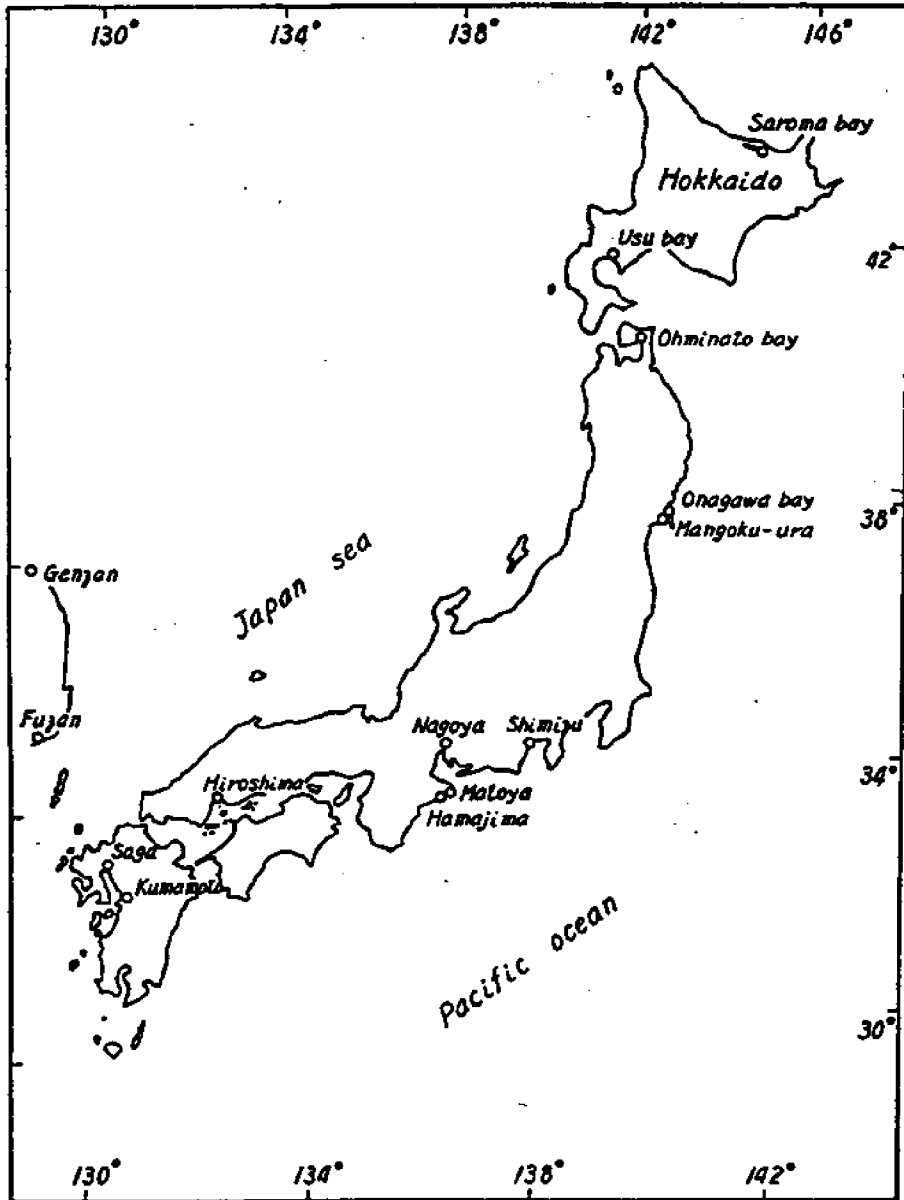 130° 134° 138° 142° 146°
Saroma bay
Hokkaido
Usu bay
42°
Ohminato bay
Onagawa bay
38°
Mangoku-ura
Japan sea
Genzan
Fuzan
Nagoya Shimizu
34°
Hiroshima
Matoya
Hamajima
Saga
Kumamoto
Pacific ocean
30°
130° 134° 138° 142°